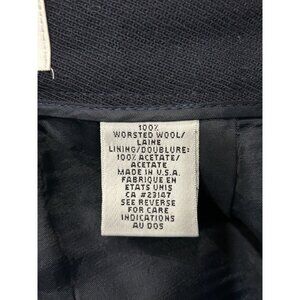 100%
WORSTED WOOL/
LAINE
LINING/DOUBLURE:
100% ACETATE/
ACETATE
MADE IN U.S.A.
FABRIQUE EN
ETATS UNIS
CA #23147
SEE REVERSE
FOR CARE
INDICATIONS
AU DOS